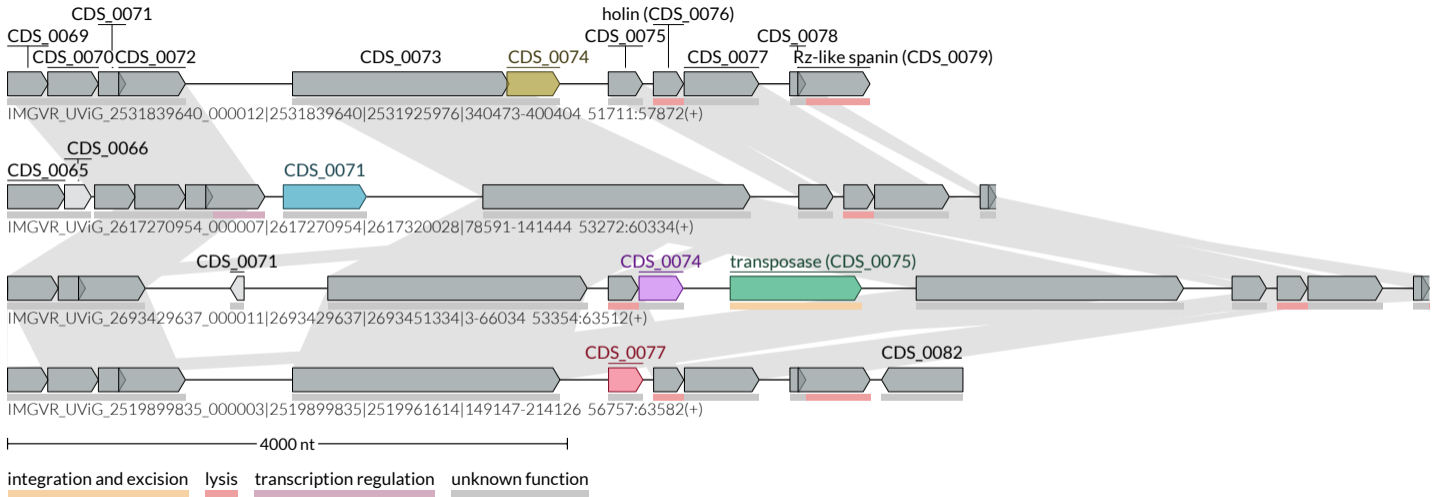 CDS_0071
holin (CDS_0076)
CDS_0069
CDS_0075
CDS_0078
CDS_0070
CDS_0072
CDS_0073
CDS_0074
CDS_0077
Rz-like spanin (CDS_0079)
IMGVR_UViG_2531839640_000012|2531839640|2531925976|340473-400404 51711:57872(+)
CDS_0066
CDS_0065
CDS_0071
IMGVR_UViG_2617270954_000007|2617270954|2617320028|78591-141444 53272:60334(+)
CDS_0071
CDS_0074
transposase (CDS_0075)
IMGVR_UViG_2693429637_000011|2693429637|2693451334|3-66034 53354:63512(+)
CDS_0077
CDS_0082
IMGVR_UViG_2519899835_000003|2519899835|2519961614|149147-214126 56757:63582(+)
4000 nt
integration and excision
lysis
transcription regulation
unknown function